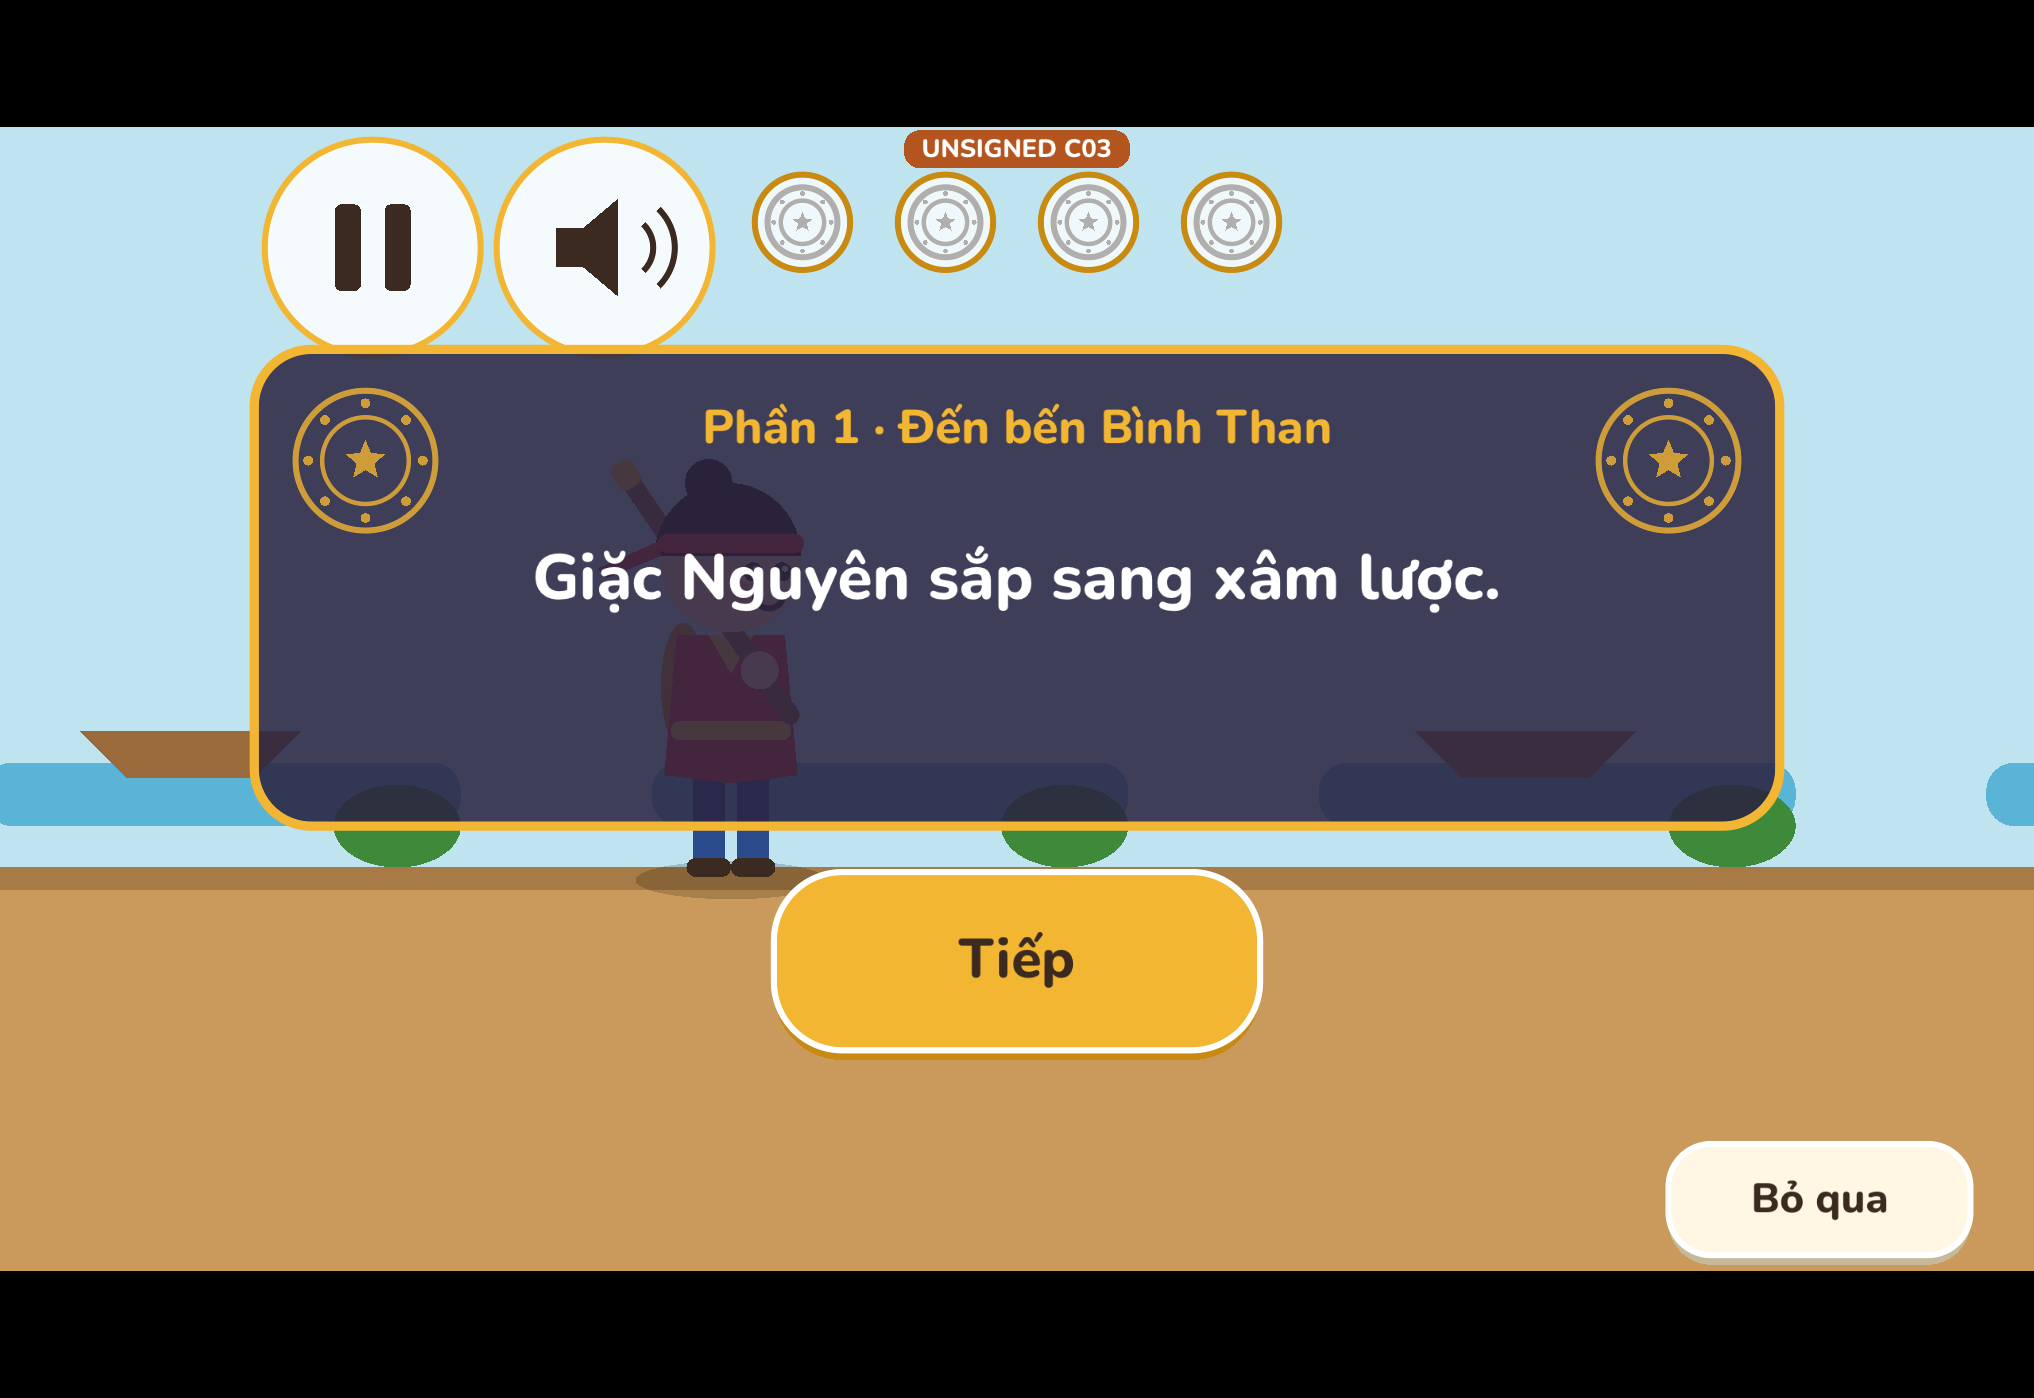 UNSIGNED C03
Phần 1 · Đến bến Bình Than
Giặc Nguyên sắp sang xâm lược.
Tiếp
Bỏ qua